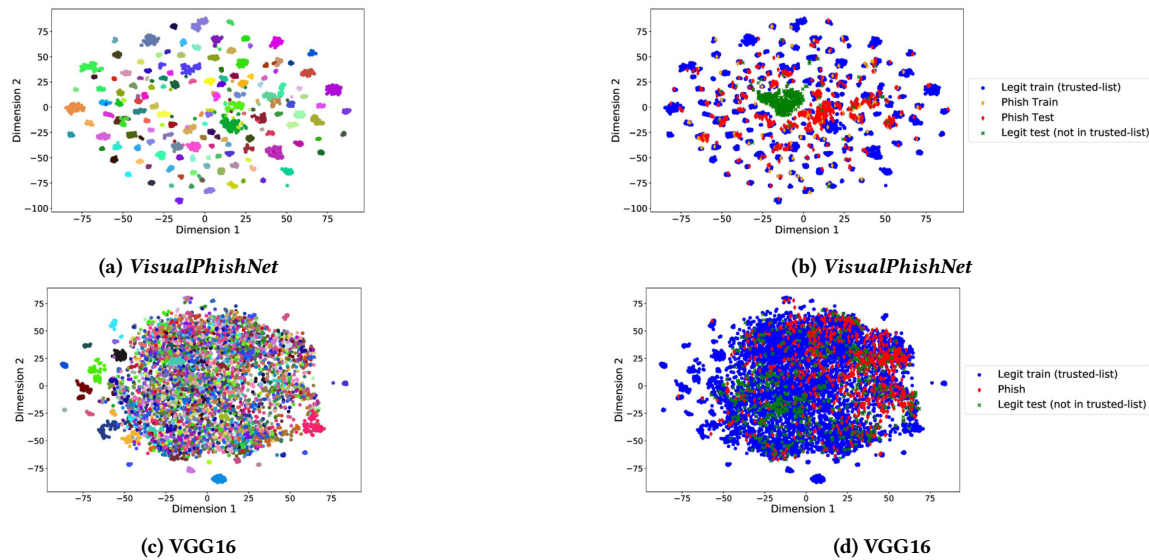 75
50
25
0
−25
−50
−75
−100
Dimension 2
−75 −50 −25 0 25 50 75
Dimension 1
(a) VisualPhishNet
75
50
25
0
−25
−50
−75
−100
Dimension 2
−75 −50 −25 0 25 50 75
Dimension 1
Legit train (trusted-list)
Phish Train
Phish Test
Legit test (not in trusted-list)
(b) VisualPhishNet
75
50
25
0
−25
−50
−75
Dimension 2
−75 −50 −25 0 25 50 75
Dimension 1
(c) VGG16
75
50
25
0
−25
−50
−75
Dimension 2
−75 −50 −25 0 25 50 75
Dimension 1
Legit train (trusted-list)
Phish
Legit test (not in trusted-list)
(d) VGG16